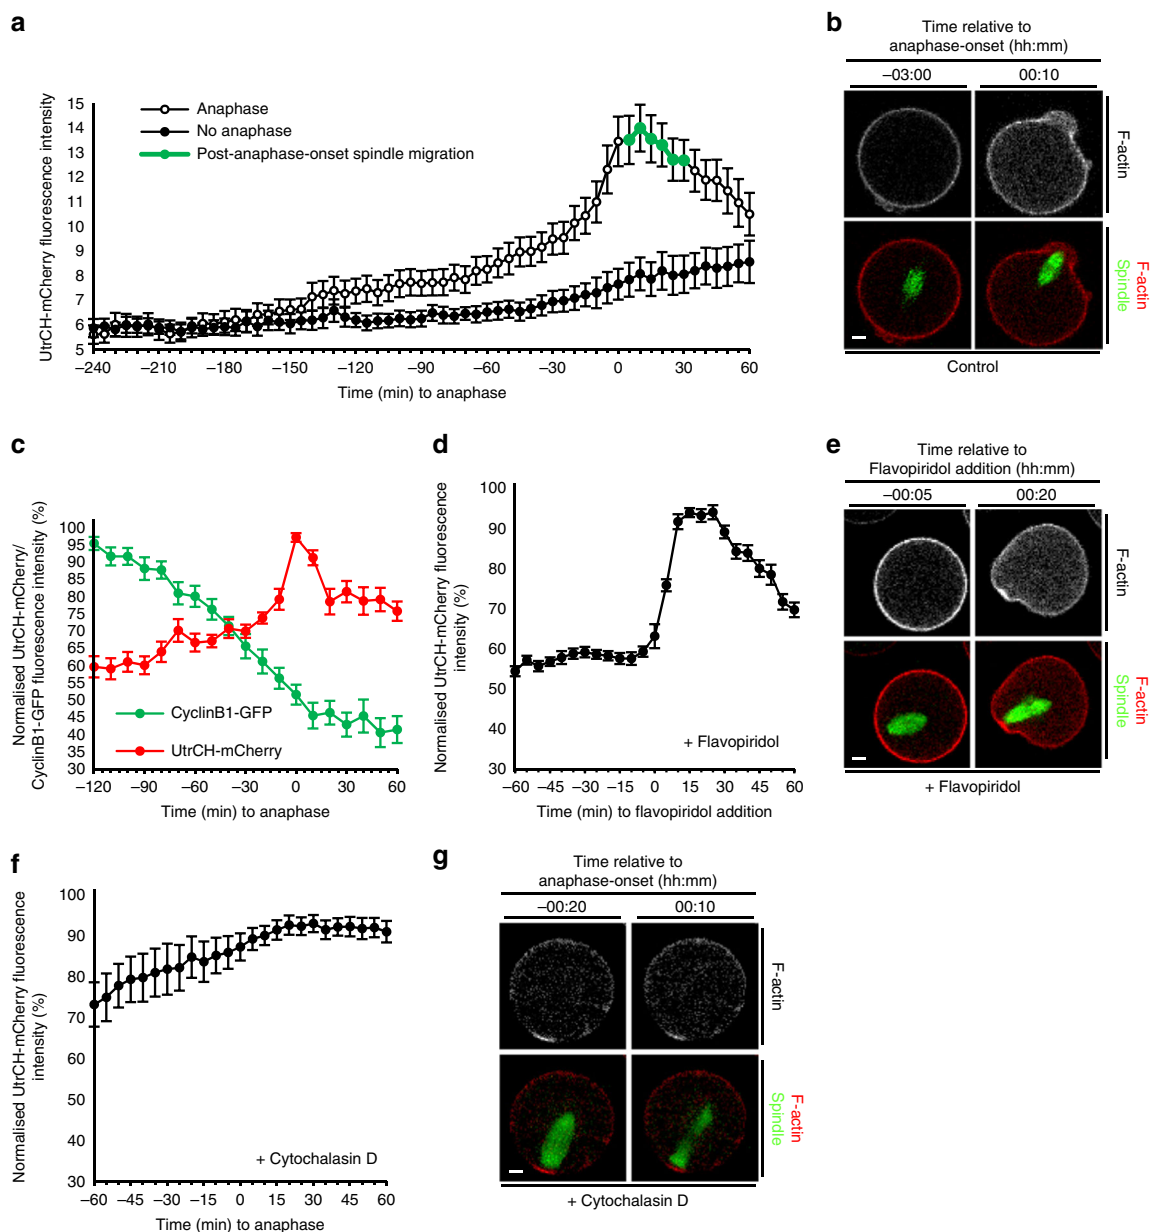 a
UtrCH-mCherry fluorescence intensity
15
14
13
12
11
10
9
8
7
6
5
Anaphase
No anaphase
Post-anaphase-onset spindle migration
−240 −210 −180 −150 −120 −90 −60 −30 0 30 60
Time (min) to anaphase
b
Time relative to
anaphase-onset (hh:mm)
−03:00 00:10
F-actin
F-actin
Spindle
Control
c
Normalised UtrCH-mCherry/
CyclinB1-GFP fluorescence intensity (%)
100
95
90
85
80
75
70
65
60
55
50
45
40
35
30
CyclinB1-GFP
UtrCH-mCherry
−120 −90 −60 −30 0 30 60
Time (min) to anaphase
d
Normalised UtrCH-mCherry fluorescence
intensity (%)
100
90
80
70
60
50
40
30
+ Flavopiridol
−60 −45 −30 −15 0 15 30 45 60
Time (min) to flavopiridol addition
e
Time relative to
Flavopiridol addition (hh:mm)
−00:05 00:20
F-actin
F-actin
Spindle
+ Flavopiridol
f
Normalised UtrCH-mCherry fluorescence
intensity (%)
100
90
80
70
60
50
40
30
+ Cytochalasin D
−60 −45 −30 −15 0 15 30 45 60
Time (min) to anaphase
g
Time relative to
anaphase-onset (hh:mm)
−00:20 00:10
F-actin
F-actin
Spindle
+ Cytochalasin D